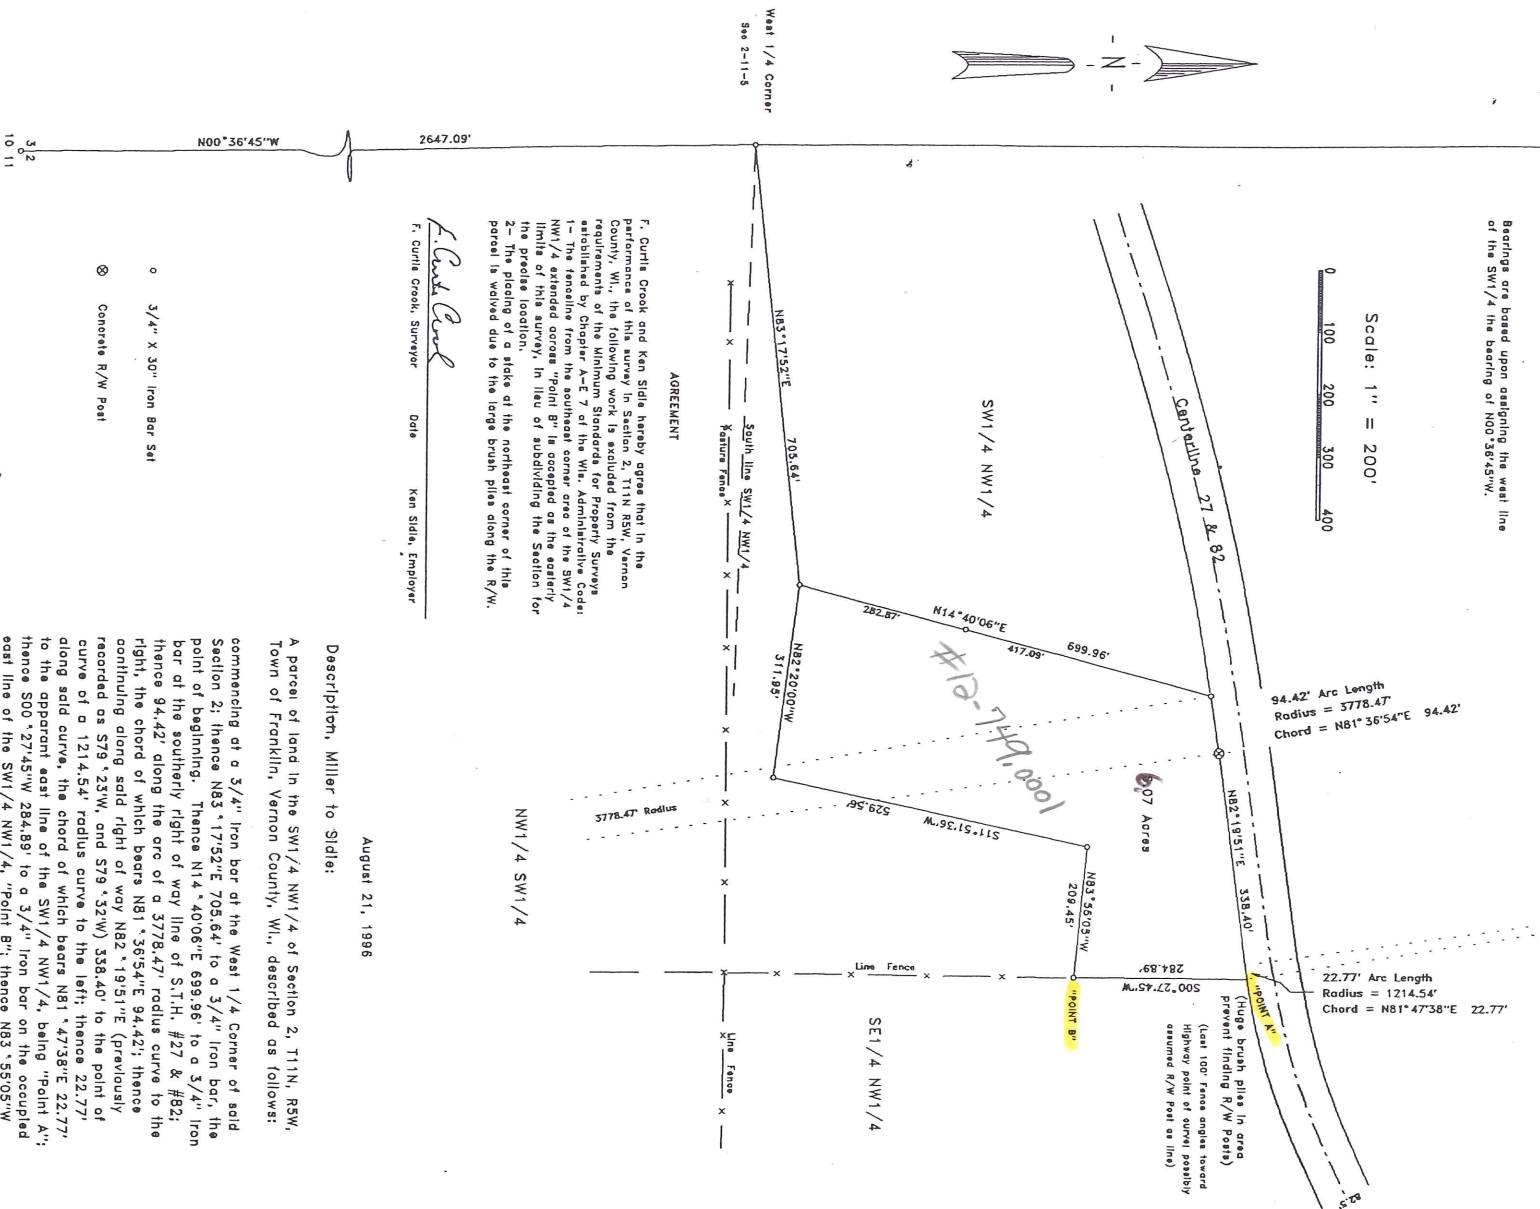 Bearings are based upon assigning the west line
of the SW1/4 the bearing of N00°36'45"W.
Scale: 1" = 200'
0 100 200 300 400
- N -
West 1/4 Corner
Sec 2-11-5
2647.09'
N00°36'45"W
3 2
10 11
Centerline 27 & 82
SW1/4 NW1/4
N83°17'52"E
705.64'
South line SW1/4 NW1/4
Pasture Fence
282.87'
N14°40'06"E
417.09'
699.96'
#12-749.0001
6.07 Acres
94.42' Arc Length
Radius = 3778.47'
Chord = N81°36'54"E 94.42'
N82°19'51"E 338.40'
22.77' Arc Length
Radius = 1214.54'
Chord = N81°47'38"E 22.77'
"POINT A"
(Huge brush piles in area
prevent finding R/W Posts)
(Last 100' Fence angles toward
Highway point of curve; possibly
assumed R/W Post as line)
82.5'
S00°27'45"W
284.89'
"POINT B"
N83°55'05"W
209.45'
S11°51'36"W
529.56'
N82°20'00"W
311.95'
3778.47' Radius
Line Fence
Line Fence
SE1/4 NW1/4
NW1/4 SW1/4
AGREEMENT
F. Curtis Crook and Ken Sidie hereby agree that in the
performance of this survey in Section 2, T11N R5W, Vernon
County, WI., the following work is excluded from the
requirements of the Minimum Standards for Property Surveys
established by Chapter A-E 7 of the Wis. Administrative Code:
1- The fenceline from the southeast corner area of the SW1/4
NW1/4 extended across "Point B" is accepted as the easterly
limits of this survey, in lieu of subdividing the Section for
the precise location.
2- The placing of a stake at the northeast corner of this
parcel is waived due to the large brush piles along the R/W.
F. Curtis Crook
F. Curtis Crook, Surveyor Date Ken Sidie, Employer
o 3/4" X 30" Iron Bar Set
⊗ Concrete R/W Post
August 21, 1996
Description, Miller to Sidie:
A parcel of land in the SW1/4 NW1/4 of Section 2, T11N, R5W,
Town of Franklin, Vernon County, WI., described as follows:
commencing at a 3/4" iron bar at the West 1/4 Corner of said
Section 2; thence N83°17'52"E 705.64' to a 3/4" iron bar, the
point of beginning. Thence N14°40'06"E 699.96' to a 3/4" iron
bar at the southerly right of way line of S.T.H. #27 & #82;
thence 94.42' along the arc of a 3778.47' radius curve to the
right, the chord of which bears N81°36'54"E 94.42'; thence
continuing along said right of way N82°19'51"E (previously
recorded as S79°23'W, and S79°32'W) 338.40' to the point of
curve of a 1214.54' radius curve to the left; thence 22.77'
along said curve, the chord of which bears N81°47'38"E 22.77'
to the apparant east line of the SW1/4 NW1/4, being "Point A";
thence S00°27'45"W 284.89' to a 3/4" iron bar on the occupied
east line of the SW1/4 NW1/4, "Point B"; thence N83°55'05"W